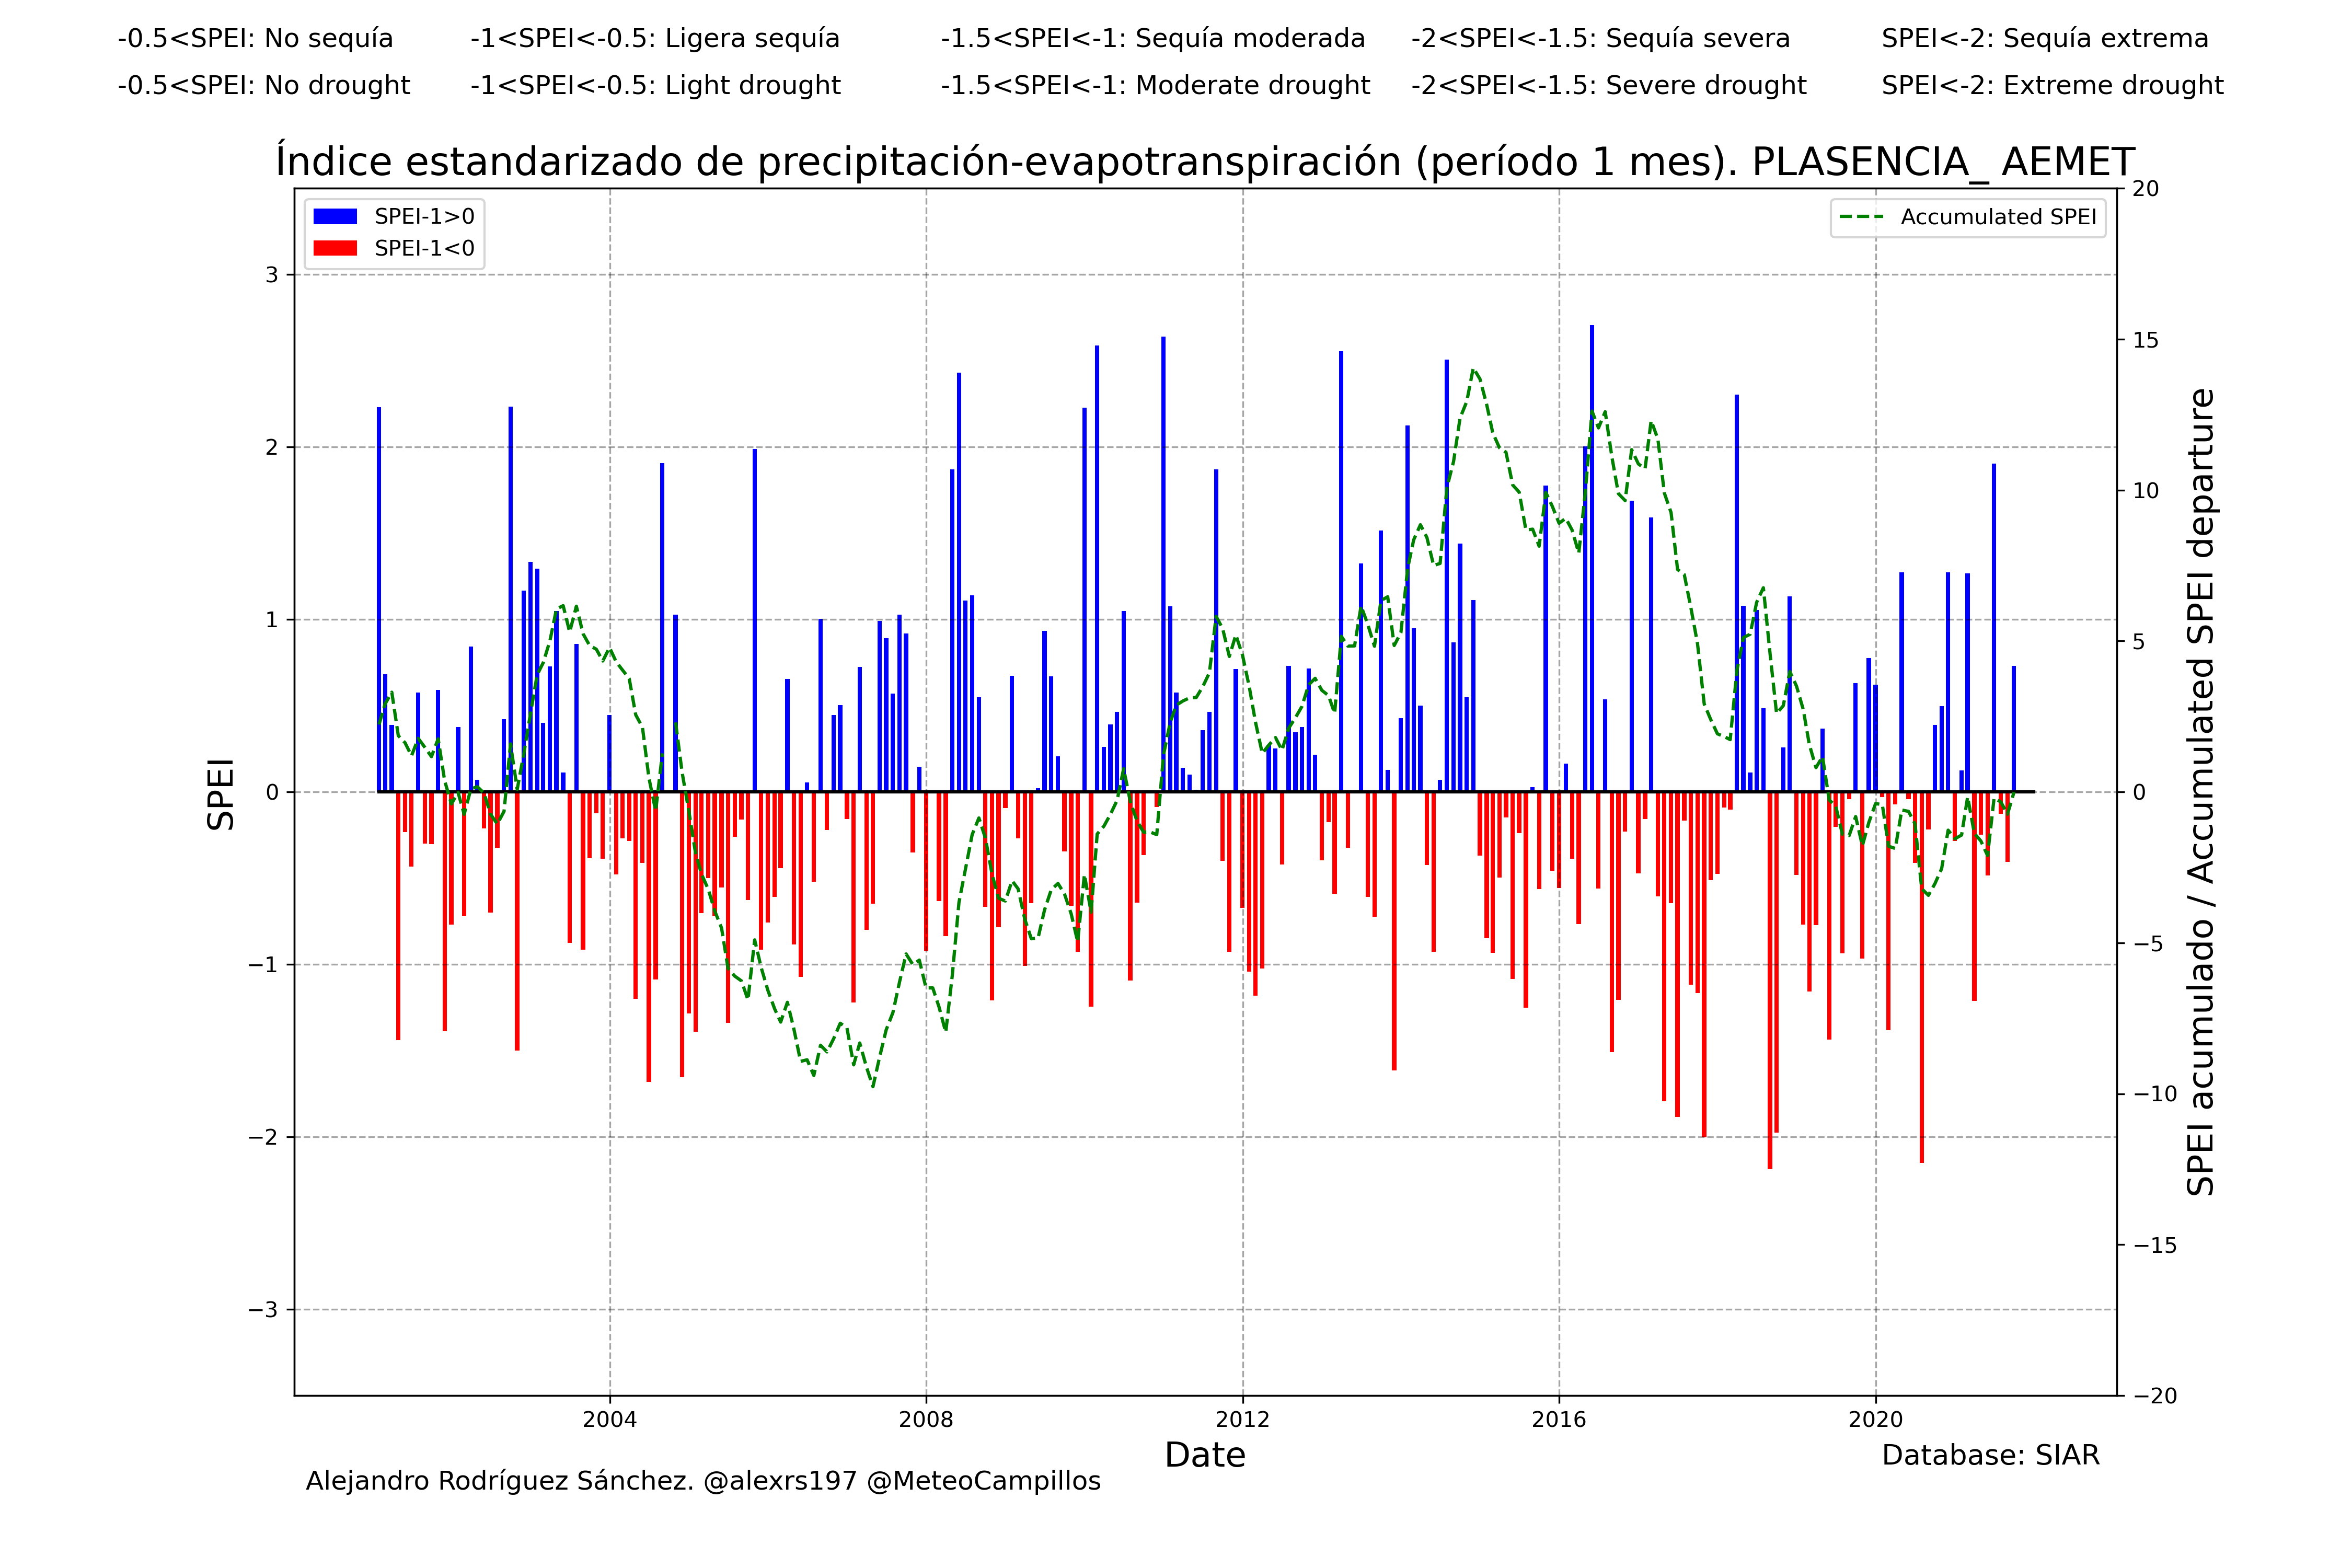 -0.5<SPEI: No sequía -1<SPEI<-0.5: Ligera sequía -1.5<SPEI<-1: Sequía moderada -2<SPEI<-1.5: Sequía severa SPEI<-2: Sequía extrema
-0.5<SPEI: No drought -1<SPEI<-0.5: Light drought -1.5<SPEI<-1: Moderate drought -2<SPEI<-1.5: Severe drought SPEI<-2: Extreme drought
Índice estandarizado de precipitación-evapotranspiración (período 1 mes). PLASENCIA_ AEMET
SPEI-1>0
SPEI-1<0
Accumulated SPEI
SPEI
3
2
1
0
−1
−2
−3
20
15
10
5
0
−5
−10
−15
−20
SPEI acumulado / Accumulated SPEI departure
2004 2008 2012 2016 2020
Date
Database: SIAR
Alejandro Rodríguez Sánchez. @alexrs197 @MeteoCampillos